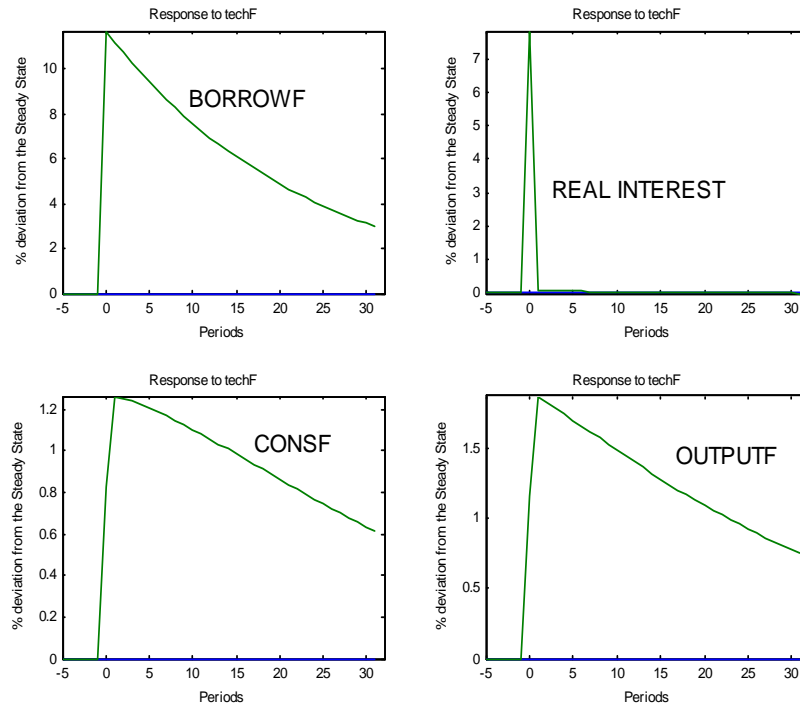 Response to techF
% deviation from the Steady State
10
8
6
4
2
0
BORROWF
-5 0 5 10 15 20 25 30
Periods
Response to techF
% deviation from the Steady State
7
6
5
4
3
2
1
0
REAL INTEREST
-5 0 5 10 15 20 25 30
Periods
Response to techF
% deviation from the Steady State
1.2
1
0.8
0.6
0.4
0.2
0
CONSF
-5 0 5 10 15 20 25 30
Periods
Response to techF
% deviation from the Steady State
1.5
1
0.5
0
OUTPUTF
-5 0 5 10 15 20 25 30
Periods